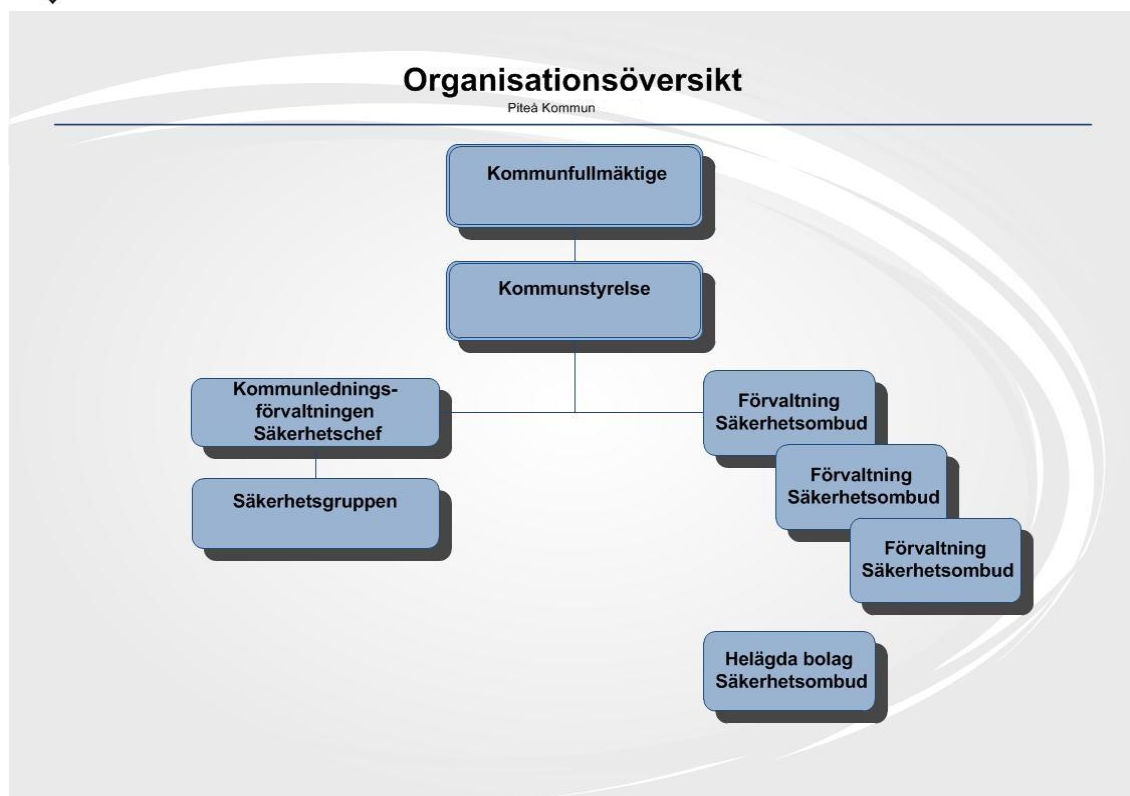 Organisationsöversikt
Piteå Kommun
Kommunfullmäktige
Kommunstyrelse
Kommunlednings-
förvaltningen
Säkerhetschef
Säkerhetsgruppen
Förvaltning
Säkerhetsombud
Förvaltning
Säkerhetsombud
Förvaltning
Säkerhetsombud
Helägda bolag
Säkerhetsombud